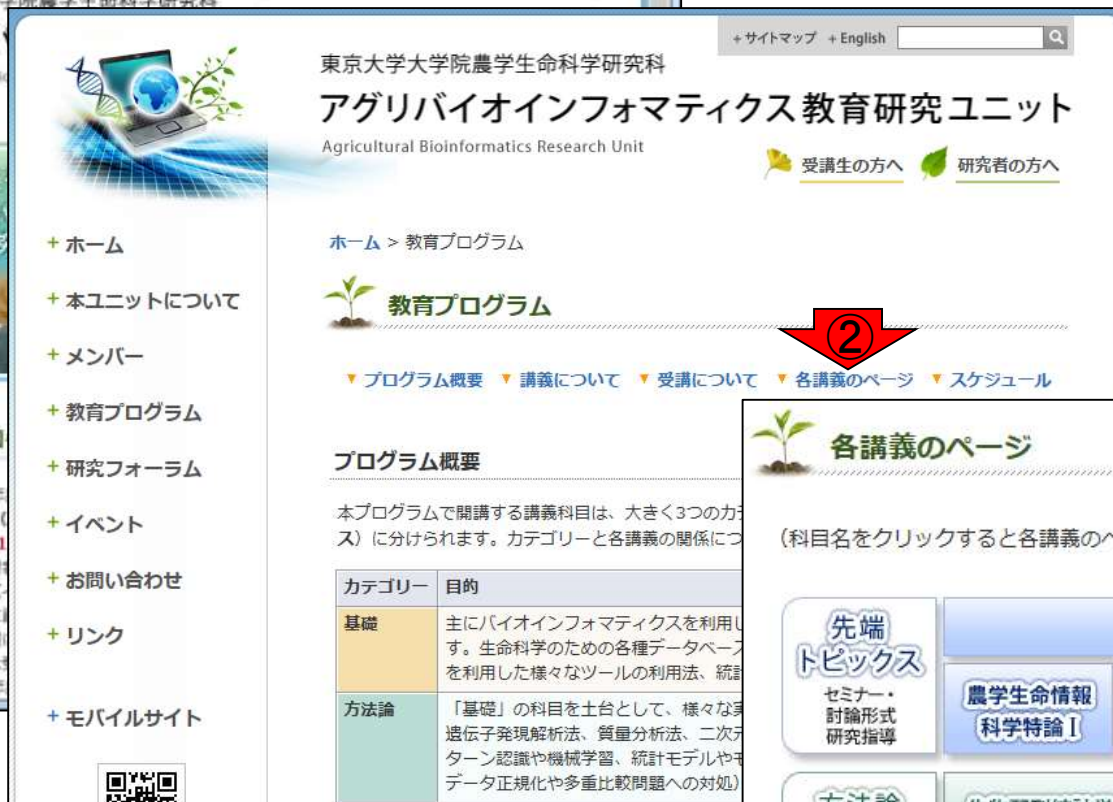 +サイトマップ +English
東京大学大学院農学生命科学研究科
アグリバイオインフォマティクス教育研究ユニット
Agricultural Bioinformatics Research Unit
受講生の方へ 研究者の方へ
+ ホーム
+ 本ユニットについて
+ メンバー
+ 教育プログラム
+ 研究フォーラム
+ イベント
+ お問い合わせ
+ リンク
+ モバイルサイト
ホーム > 教育プログラム
教育プログラム
②
▼ プログラム概要 ▼ 講義について ▼ 受講について ▼ 各講義のページ ▼ スケジュール
プログラム概要
本プログラムで開講する講義科目は、大きく3つのカテ
ス）に分けられます。カテゴリーと各講義の関係につ
カテゴリー 目的
基礎 主にバイオインフォマティクスを利用し
す。生命科学のための各種データベース
を利用した様々なツールの利用法、統計
方法論 「基礎」の科目を土台として、様々な実
遺伝子発現解析法、質量分析法、二次元
ターン認識や機械学習、統計モデルやモ
データ正規化や多重比較問題への対処）
各講義のページ
（科目名をクリックすると各講義のペ
先端
トピックス
セミナー・
討論形式
研究指導
農学生命情報
科学特論 I
方法論